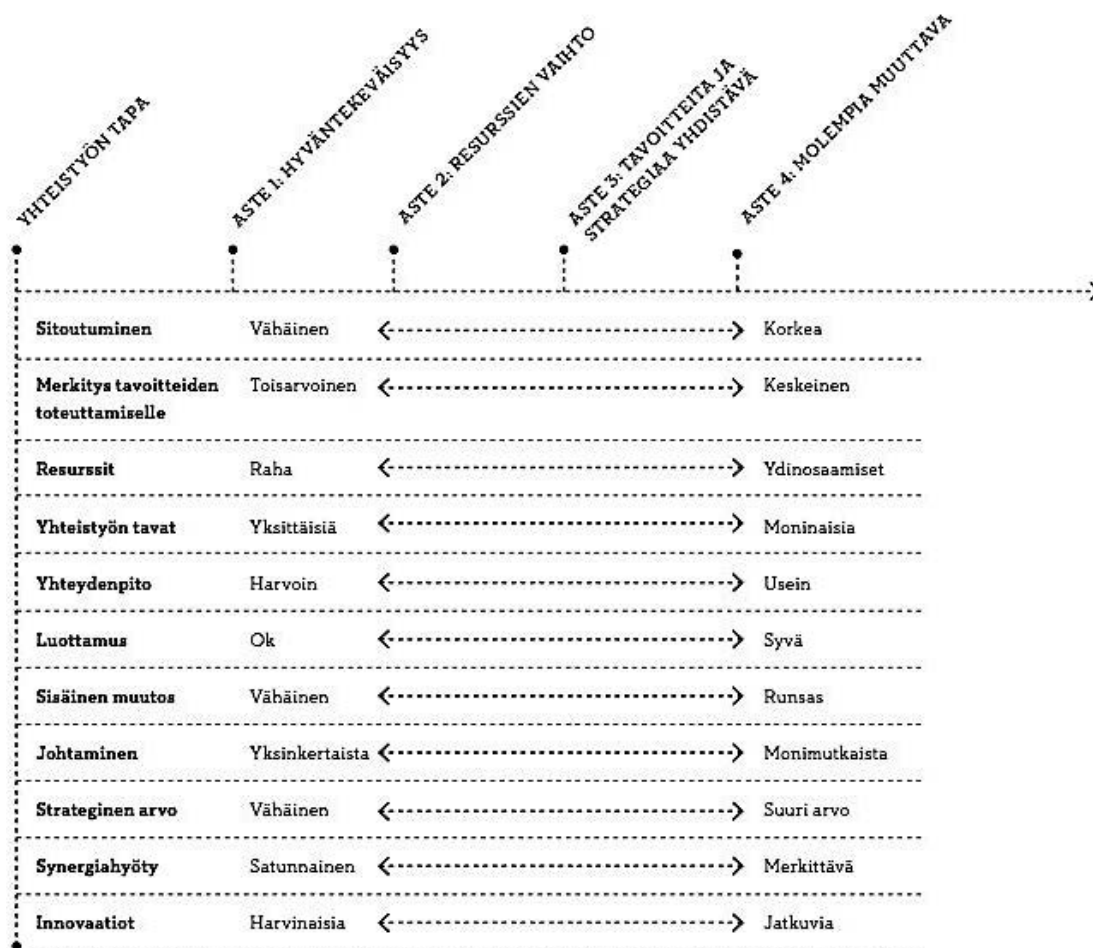 YHTEISTYÖN TAPA
ASTE 1: HYVÄNTEKEVÄISYYS
ASTE 2: RESURSSIEN VAIHTO
ASTE 3: TAVOITTEITA JA
STRATEGIAA YHDISTÄVÄ
ASTE 4: MOLEMPIA MUUTTAVA
Sitoutuminen Vähäinen Korkea
Merkitys tavoitteiden Toisarvoinen Keskeinen
toteuttamiselle
Resurssit Raha Ydinosaamiset
Yhteistyön tavat Yksittäisiä Moninaisia
Yhteydenpito Harvoin Usein
Luottamus Ok Syvä
Sisäinen muutos Vähäinen Runsas
Johtaminen Yksinkertaista Monimutkaista
Strateginen arvo Vähäinen Suuri arvo
Synergiahyöty Satunnainen Merkittävä
Innovaatiot Harvinaisia Jatkuvia